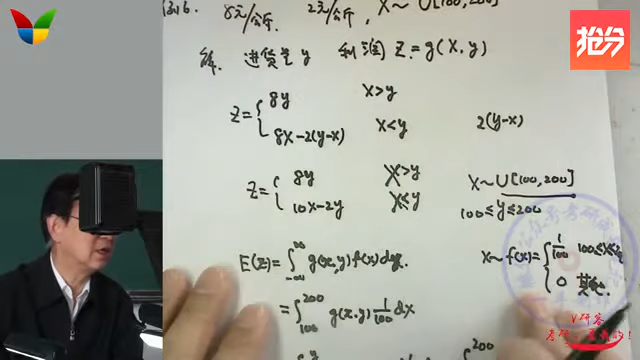 例6. 8元/公斤, 2元/公斤, X~U[100,200]
解. 进货量 y 利润 Z=g(X,y)
Z={ 8y X>y
8X-2(y-X) X<y 2(y-x)
Z={ 8y X>y X~U[100,200]
10X-2y X≤y 100≤y≤200
E(Z)=∫_{-∞}^{∞} g(x,y)f(x)dx. X~f(x)={ 1/100 100≤x≤
0 其他.
=∫_{100}^{200} g(x,y) 1/100 dx
200
抢分
V研客